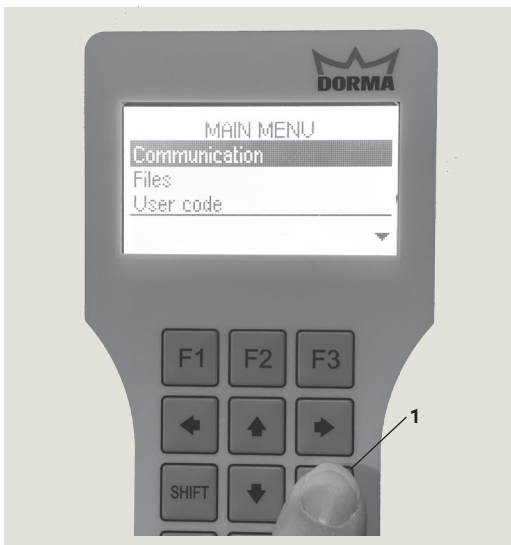 DORMA
MAIN MENU
Communication
Files
User code
F1 F2 F3
1
SHIFT